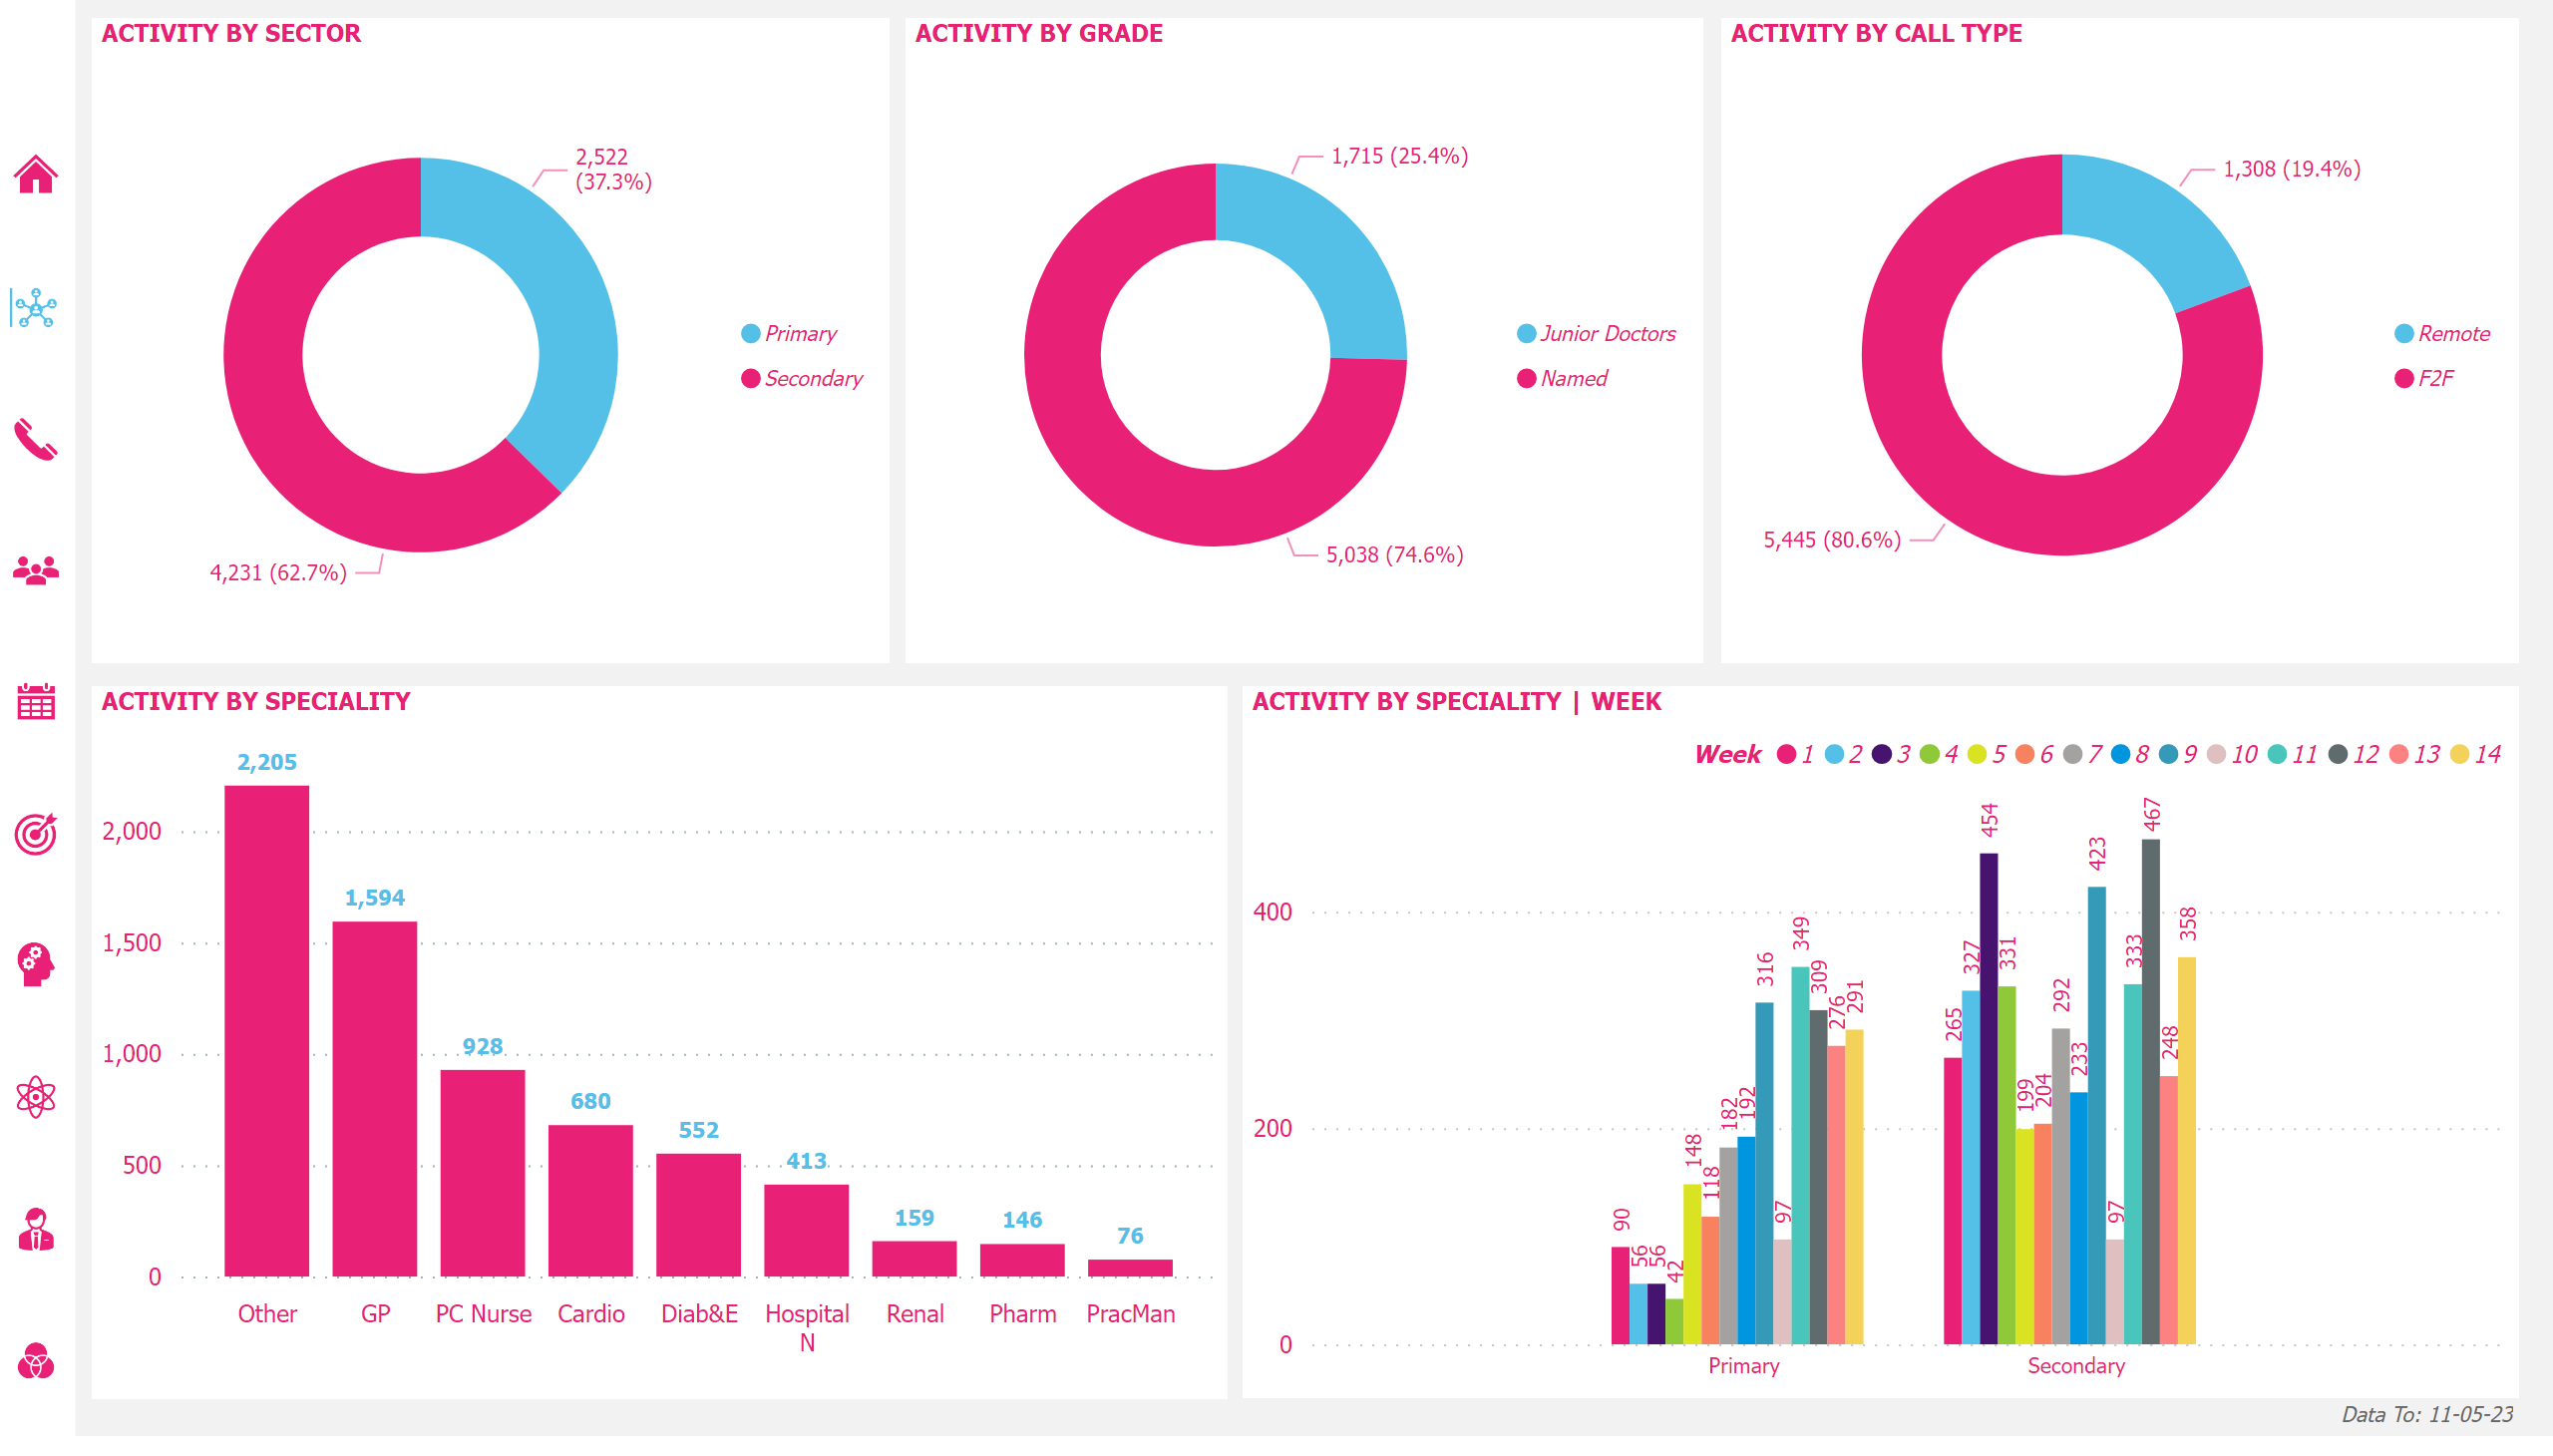 ACTIVITY BY SECTOR
2,522
(37.3%)
Primary
Secondary
4,231 (62.7%)
ACTIVITY BY GRADE
1,715 (25.4%)
Junior Doctors
Named
5,038 (74.6%)
ACTIVITY BY CALL TYPE
1,308 (19.4%)
Remote
F2F
5,445 (80.6%)
ACTIVITY BY SPECIALITY
2,205
2,000
1,594
1,500
928
1,000
680
552
500
413
159
146
76
0
Other GP PC Nurse Cardio Diab&E Hospital N Renal Pharm PracMan
ACTIVITY BY SPECIALITY | WEEK
Week 1 2 3 4 5 6 7 8 9 10 11 12 13 14
400
200
0
90 56 56 42 148 118 182 192 316 97 349 309 276 291
265 327 454 331 199 204 292 233 423 97 333 467 248 358
Primary Secondary
Data To: 11-05-23